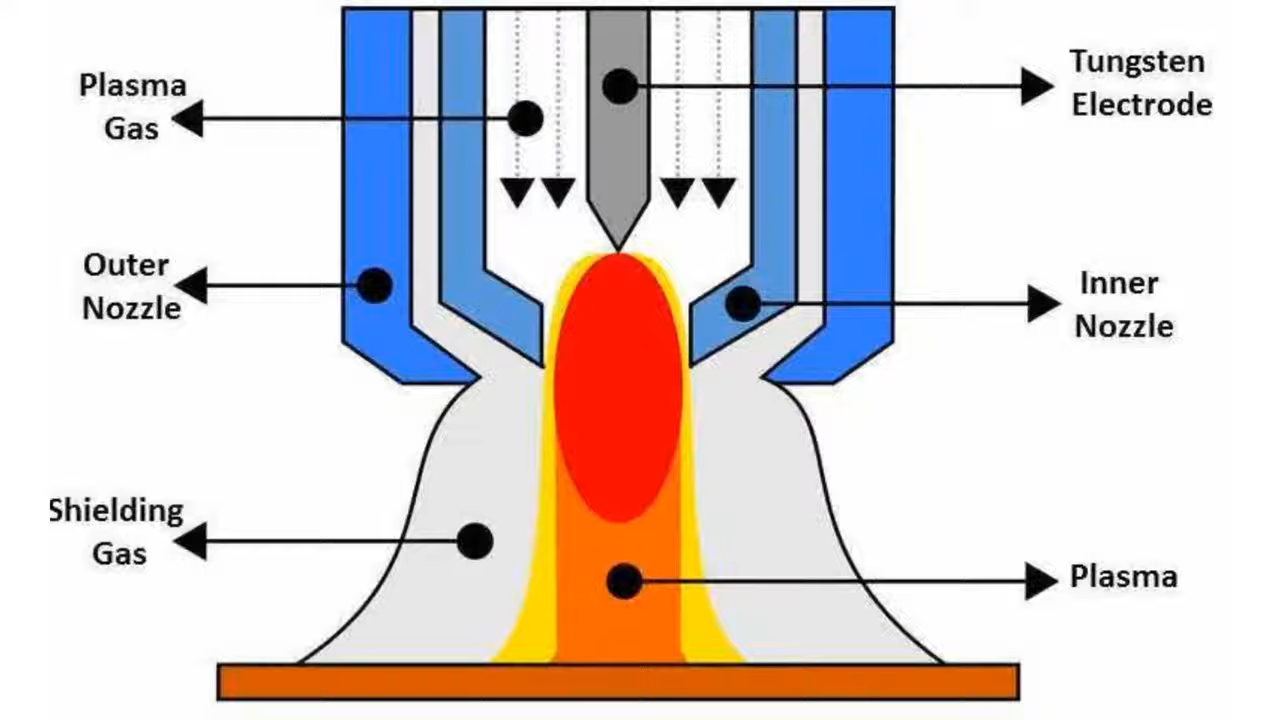 Plasma
Gas
Tungsten
Electrode
Outer
Nozzle
Inner
Nozzle
Shielding
Gas
Plasma